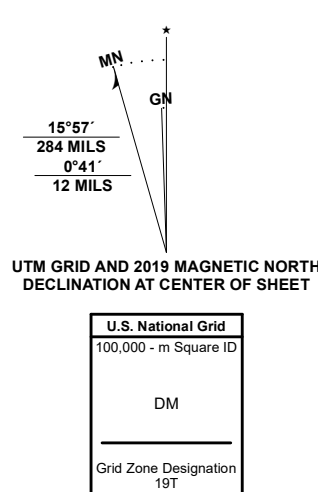 ★
MN
GN
15°57´
284 MILS
0°41´
12 MILS
UTM GRID AND 2019 MAGNETIC NORTH
DECLINATION AT CENTER OF SHEET
U.S. National Grid
100,000 - m Square ID
DM
Grid Zone Designation
19T